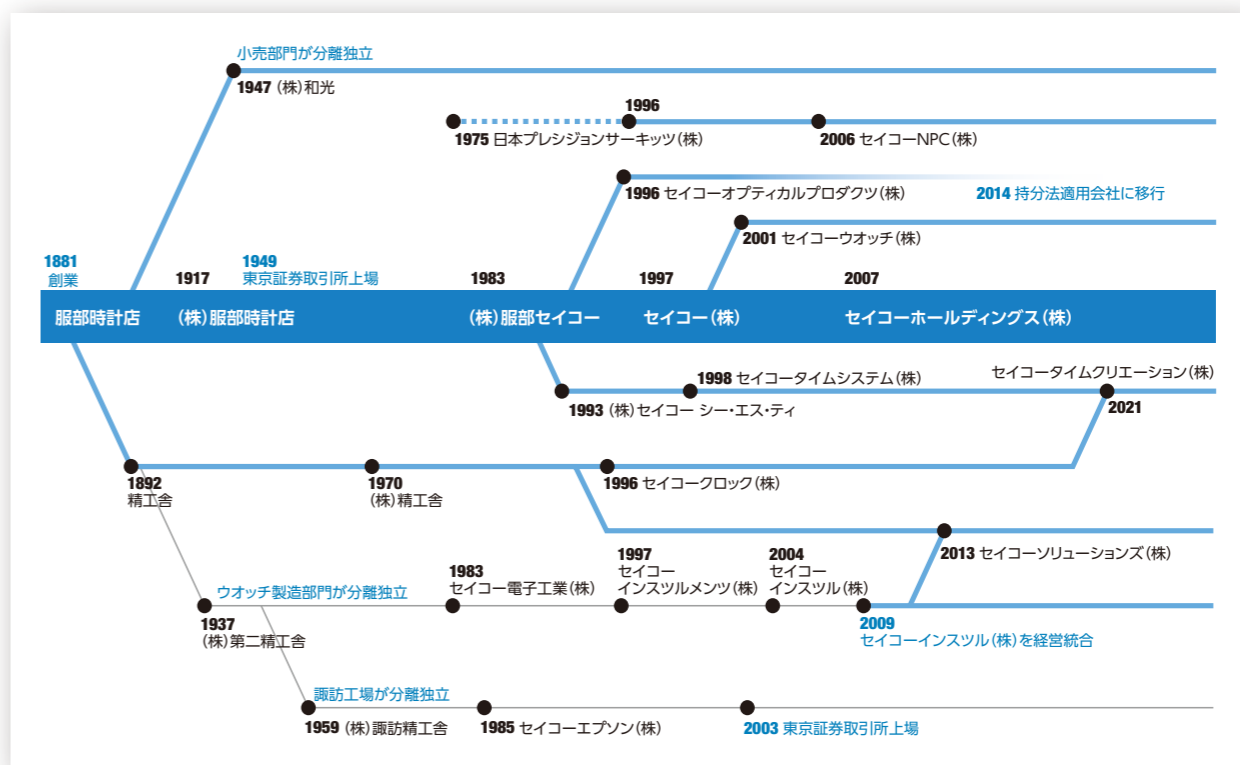 小売部門が分離独立
1947 (株)和光
1996
1975 日本プレシジョンサーキッツ(株)
2006 セイコーNPC(株)
1996 セイコーオプティカルプロダクツ(株)
2014 持分法適用会社に移行
2001 セイコーウオッチ(株)
1881
創業
1917
1949
東京証券取引所上場
1983
1997
2007
服部時計店
(株)服部時計店
(株)服部セイコー
セイコー(株)
セイコーホールディングス(株)
1998 セイコータイムシステム(株)
セイコータイムクリエーション(株)
1993 (株)セイコー シー・エス・ティ
2021
1892
精工舎
1970
(株)精工舎
1996 セイコークロック(株)
2013 セイコーソリューションズ(株)
ウオッチ製造部門が分離独立
1983
セイコー電子工業(株)
1997
セイコー
インスツルメンツ(株)
2004
セイコー
インスツル(株)
1937
(株)第二精工舎
2009
セイコーインスツル(株)を経営統合
諏訪工場が分離独立
1959 (株)諏訪精工舎
1985 セイコーエプソン(株)
2003 東京証券取引所上場